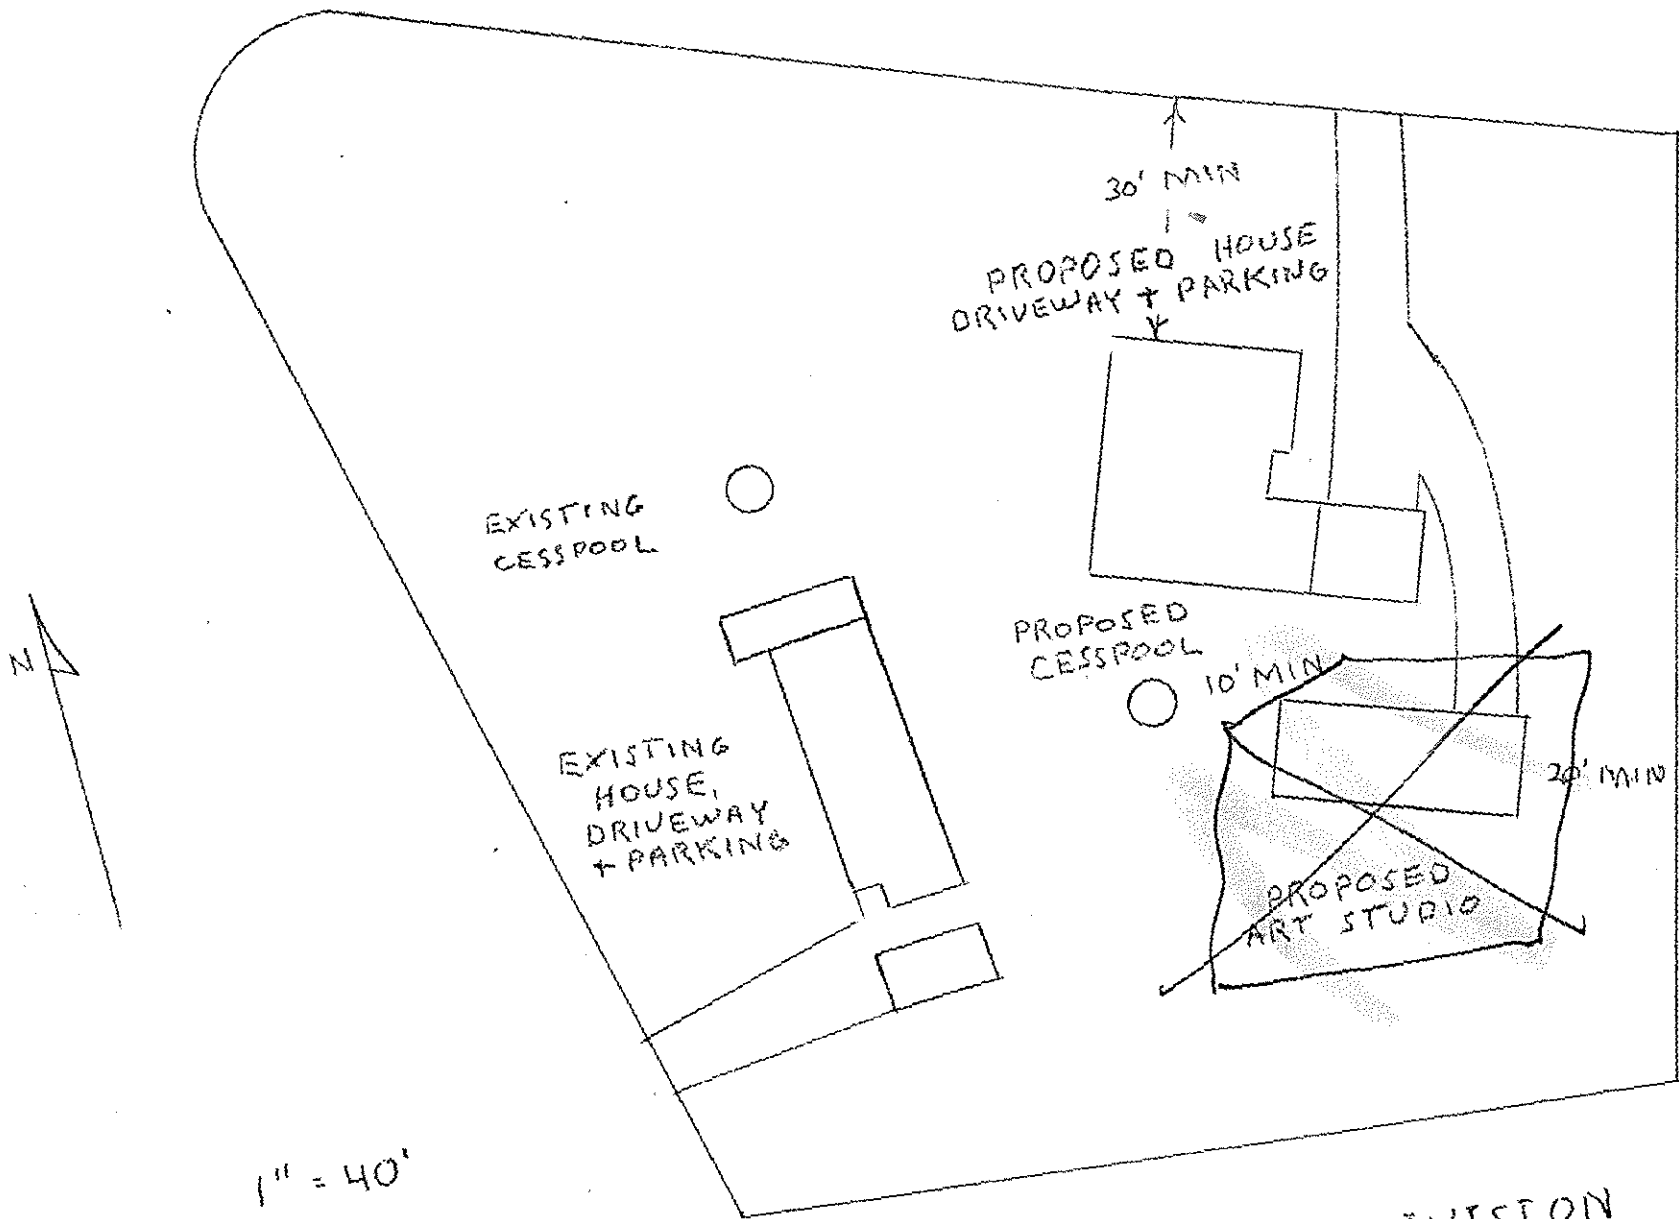 30' MIN
PROPOSED HOUSE
DRIVEWAY + PARKING
EXISTING
CESSPOOL
N
PROPOSED
CESSPOOL
10' MIN
EXISTING
HOUSE,
DRIVEWAY
+ PARKING
20' MIN
PROPOSED
ART STUDIO
1" = 40'